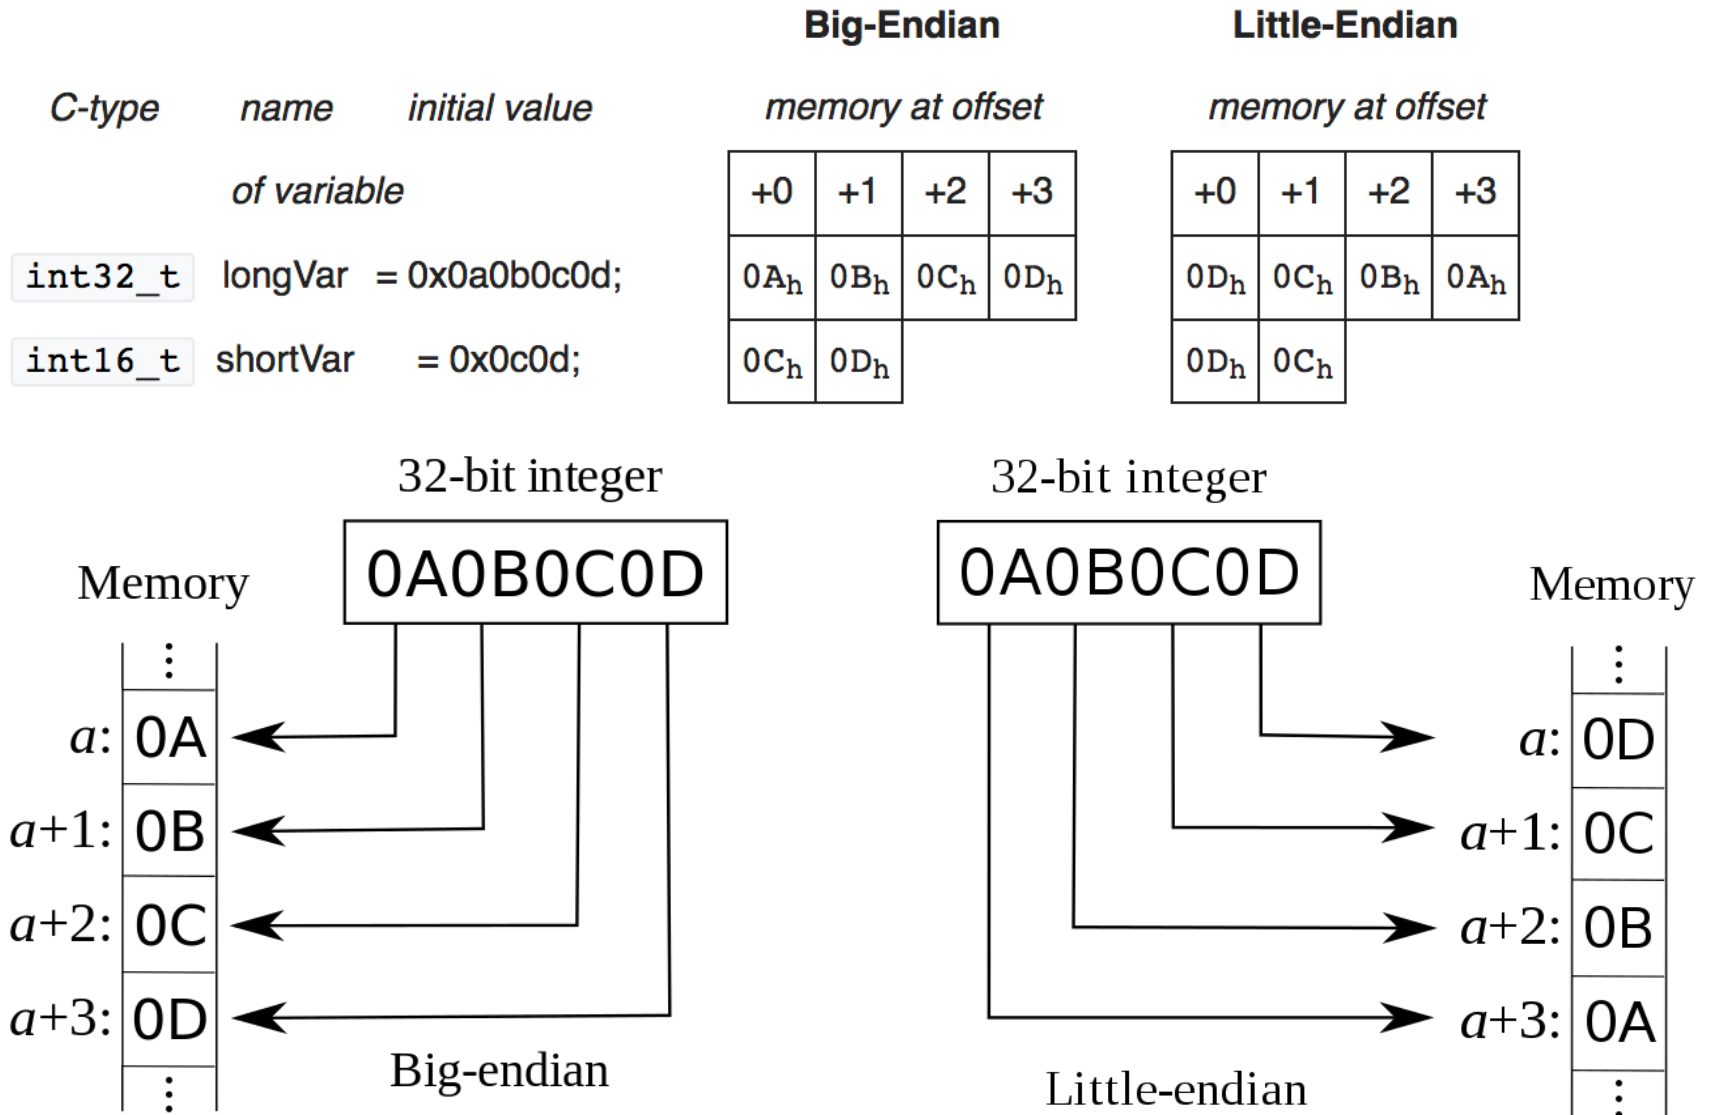 Big-Endian Little-Endian
C-type name initial value memory at offset memory at offset
of variable +0 +1 +2 +3 +0 +1 +2 +3
int32_t longVar = 0x0a0b0c0d; 0Ah 0Bh 0Ch 0Dh 0Dh 0Ch 0Bh 0Ah
int16_t shortVar = 0x0c0d; 0Ch 0Dh 0Dh 0Ch
32-bit integer
0A0B0C0D
Memory
a: 0A
a+1: 0B
a+2: 0C
a+3: 0D
Big-endian
32-bit integer
0A0B0C0D
Memory
a: 0D
a+1: 0C
a+2: 0B
a+3: 0A
Little-endian